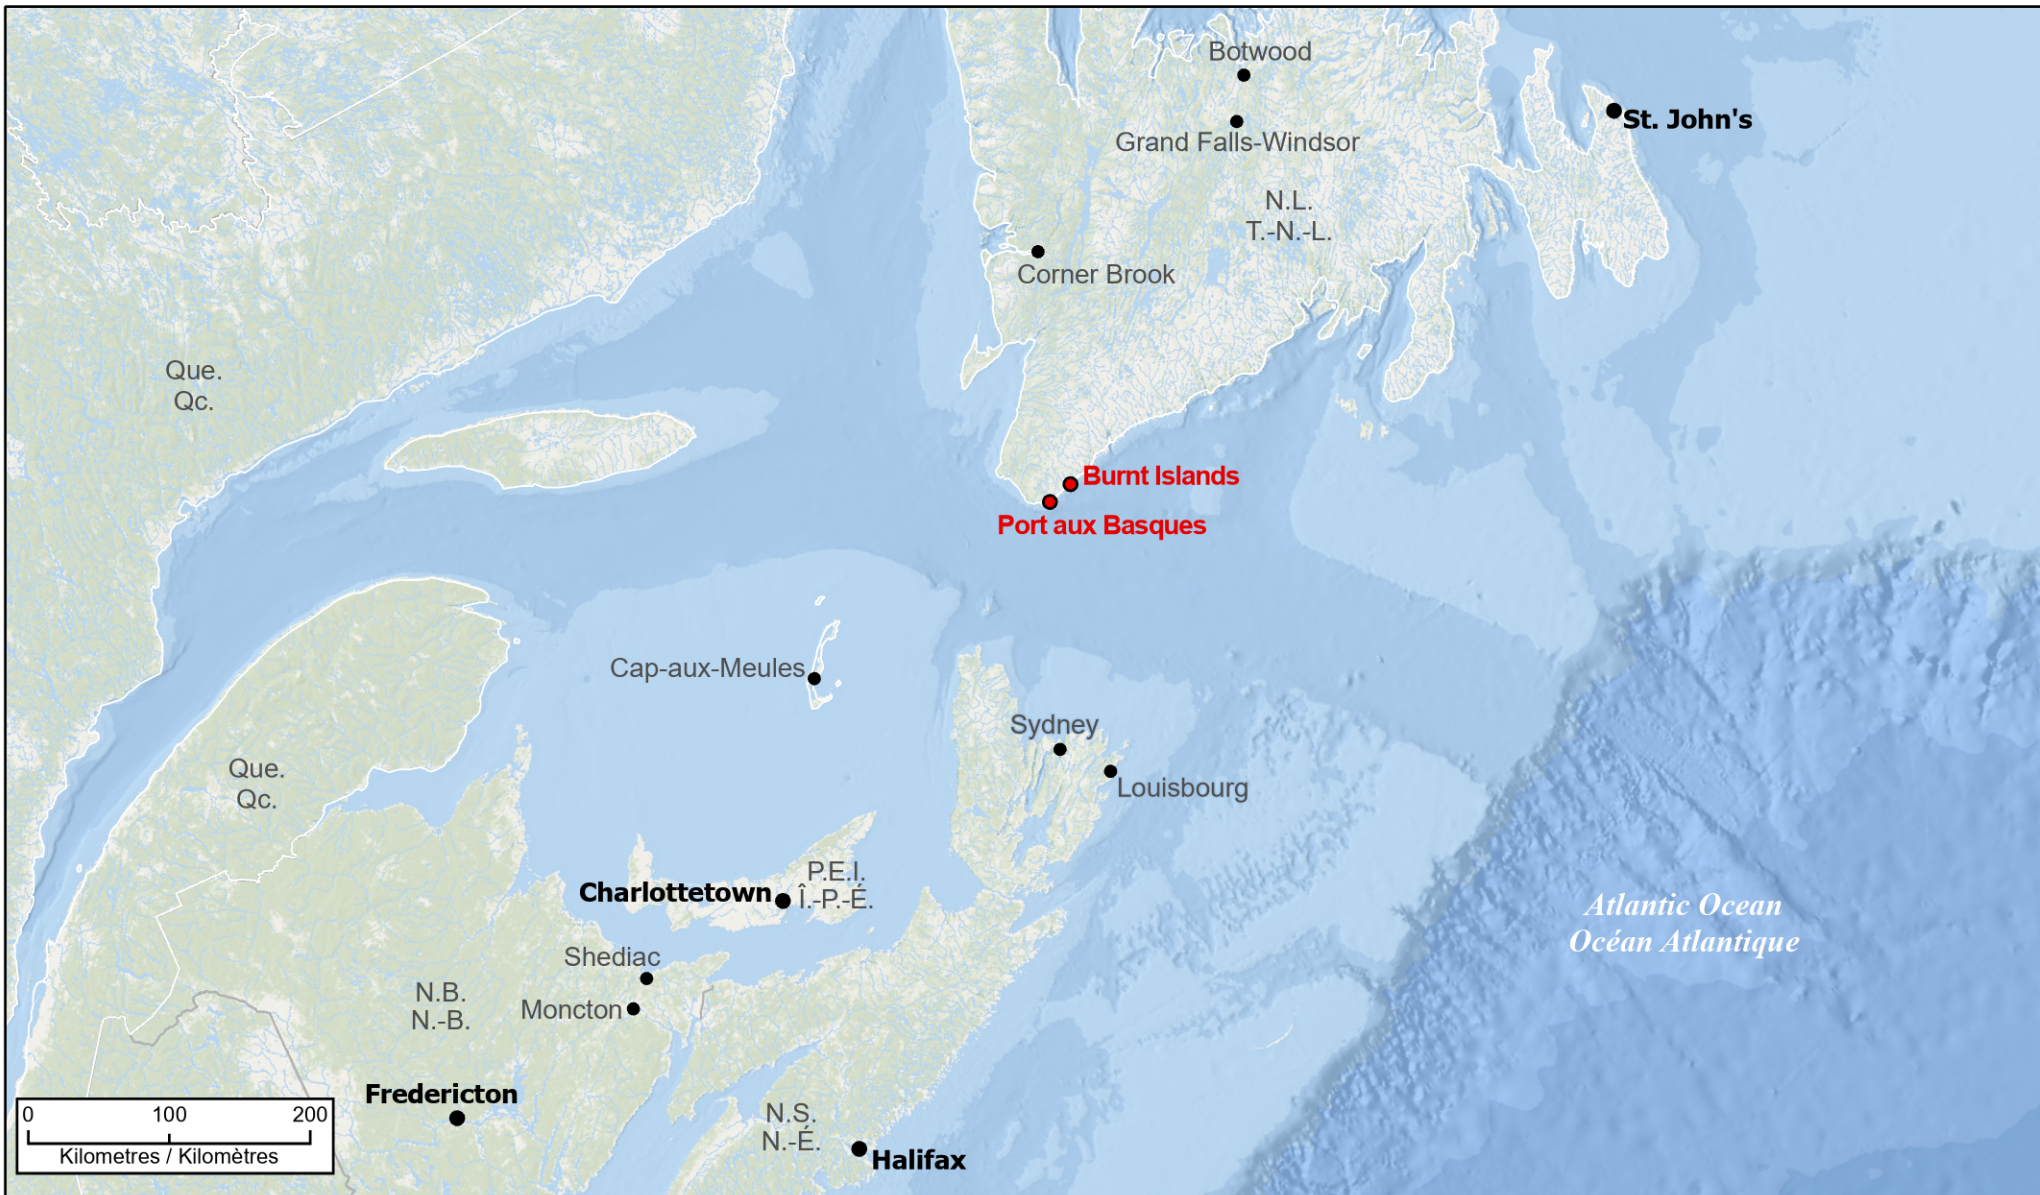 Botwood
St. John's
Grand Falls-Windsor
N.L.
T.-N.-L.
Corner Brook
Que.
Qc.
Burnt Islands
Port aux Basques
Cap-aux-Meules
Sydney
Louisbourg
Que.
Qc.
P.E.I.
Î.-P.-É.
Charlottetown
Atlantic Ocean
Océan Atlantique
Shediac
Moncton
N.B.
N.-B.
Fredericton
N.S.
N.-É.
Halifax
0 100 200
Kilometres / Kilomètres